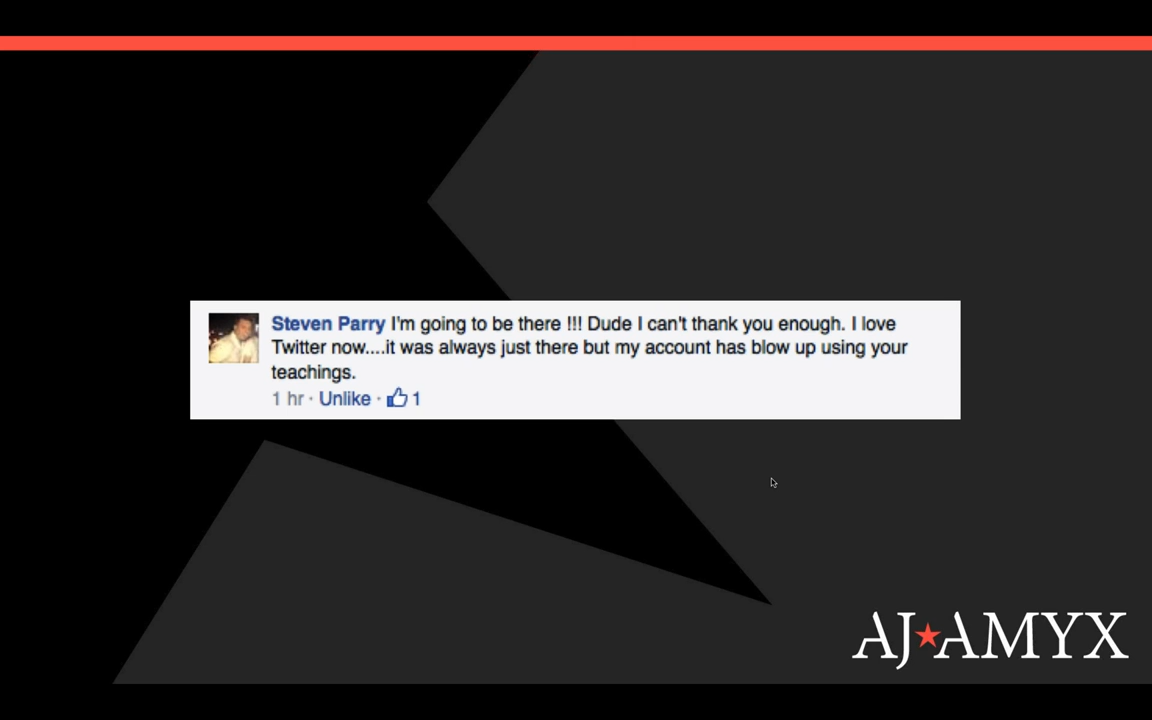 Steven Parry I'm going to be there !!! Dude I can't thank you enough. I love
Twitter now....it was always just there but my account has blow up using your
teachings.
1 hr · Unlike · 1
AJ★AMYX